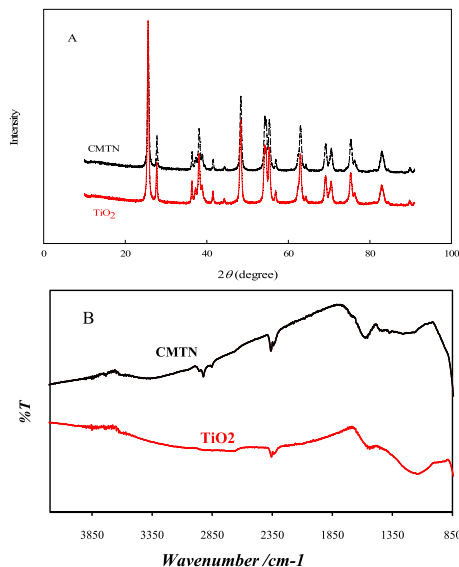 A
Intensity
CMTN
TiO2
0 20 40 60 80 100
2θ (degree)
B
CMTN
%T
TiO2
3850 3350 2850 2350 1850 1350 850
Wavenumber /cm-1